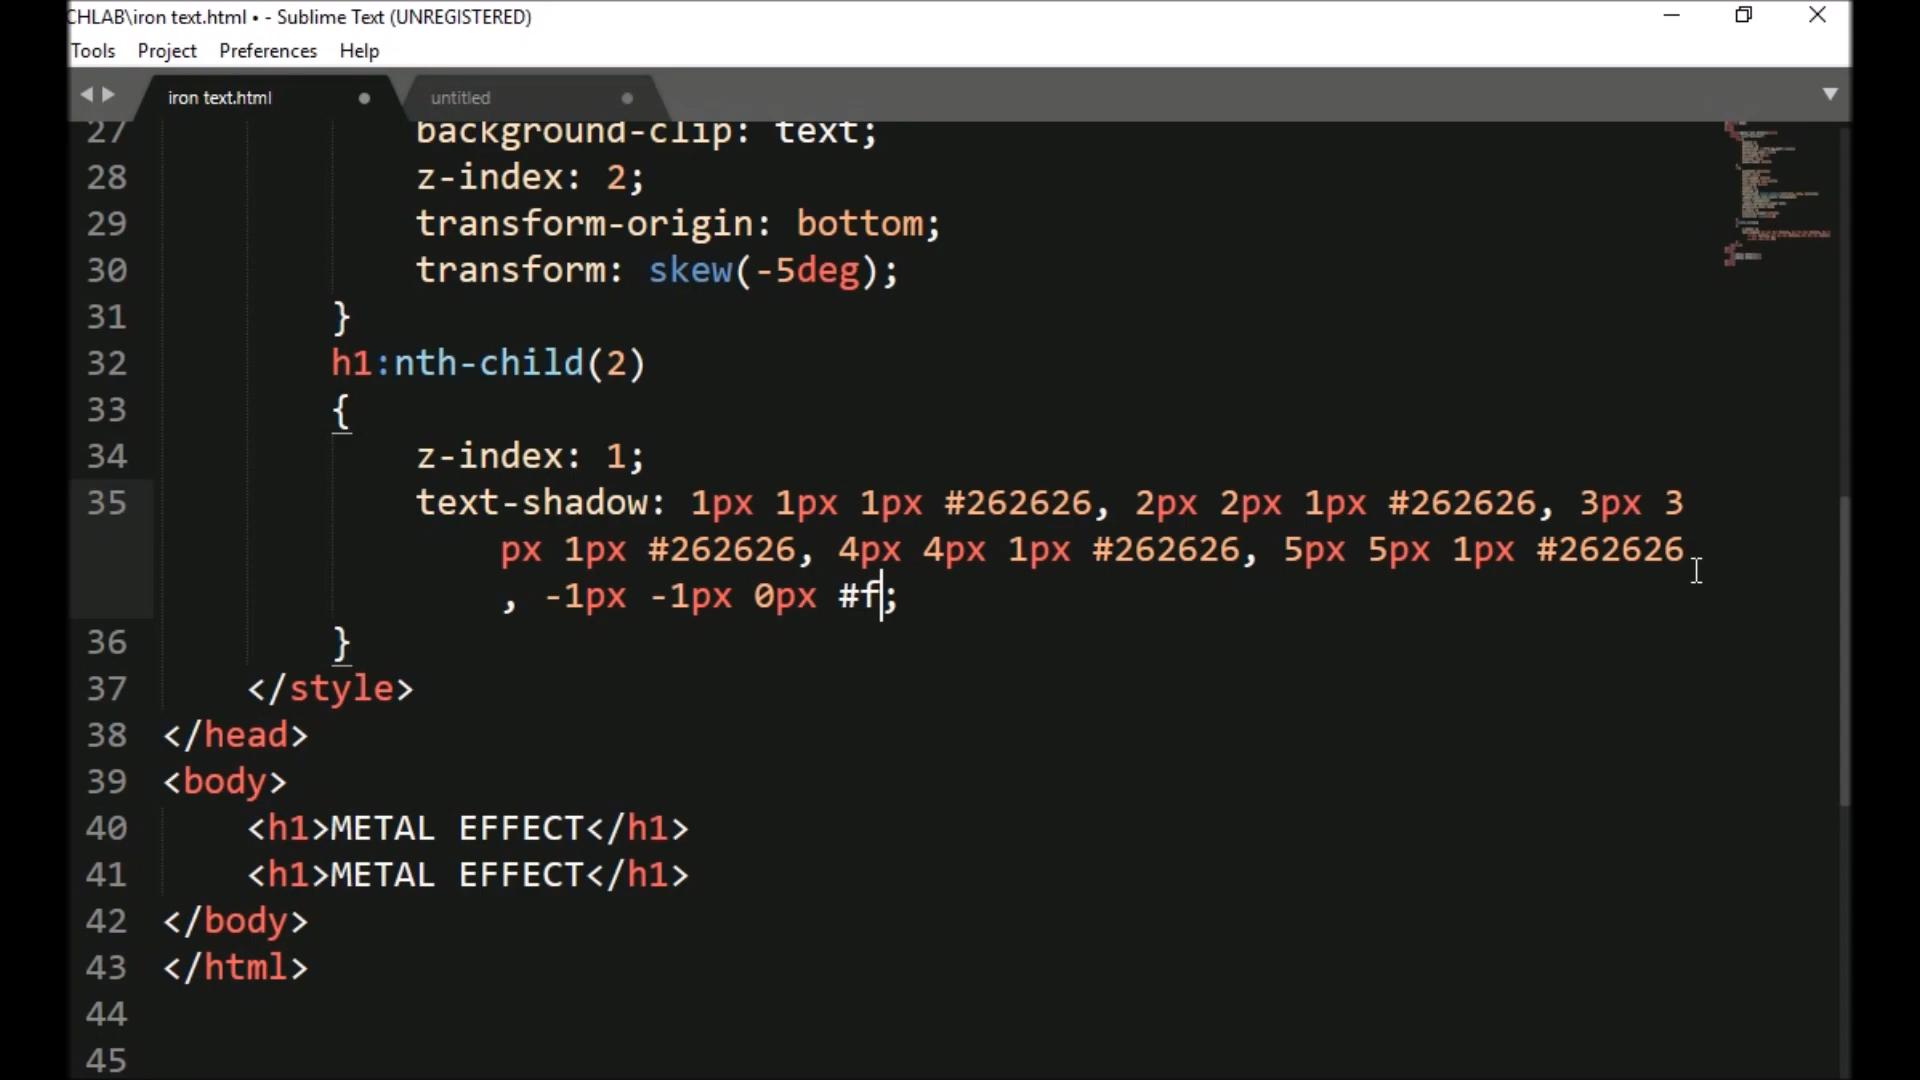 CHLAB\iron text.html • - Sublime Text (UNREGISTERED)
Tools Project Preferences Help
iron text.html untitled
27 background-clip: text;
28 z-index: 2;
29 transform-origin: bottom;
30 transform: skew(-5deg);
31 }
32 h1:nth-child(2)
33 {
34 z-index: 1;
35 text-shadow: 1px 1px 1px #262626, 2px 2px 1px #262626, 3px 3
px 1px #262626, 4px 4px 1px #262626, 5px 5px 1px #262626
, -1px -1px 0px #f;
36 }
37 </style>
38 </head>
39 <body>
40 <h1>METAL EFFECT</h1>
41 <h1>METAL EFFECT</h1>
42 </body>
43 </html>
44
45